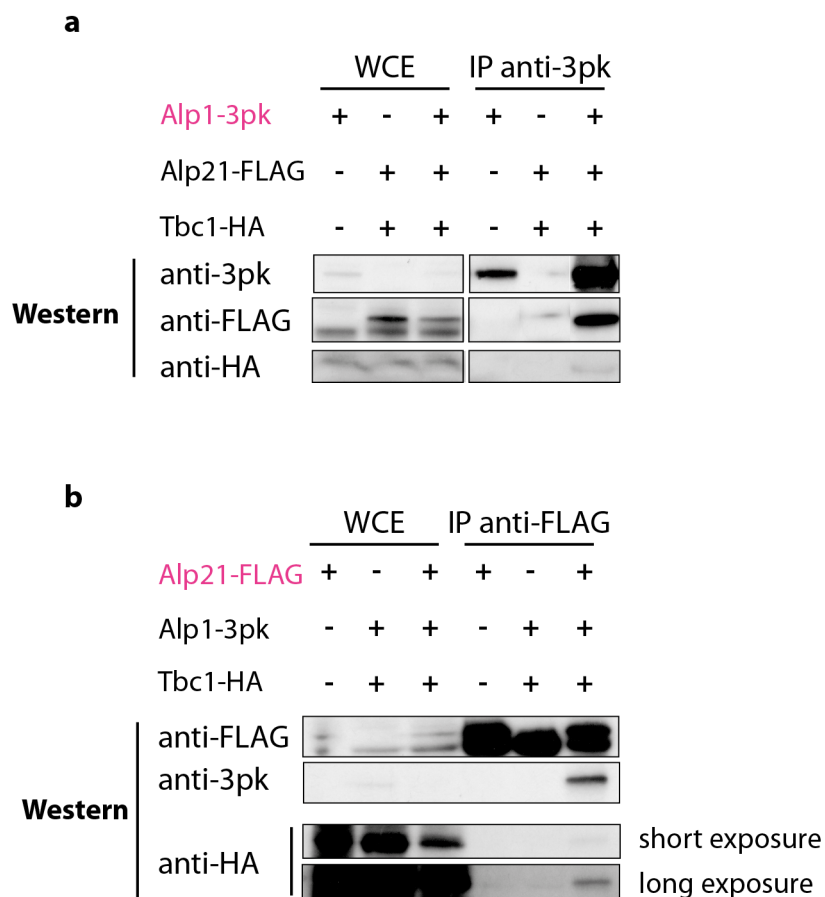 a
WCE IP anti-3pk
Alp1-3pk + - + + - +
Alp21-FLAG - + + - + +
Tbc1-HA - + + - + +
anti-3pk
Western anti-FLAG
anti-HA
b
WCE IP anti-FLAG
Alp21-FLAG + - + + - +
Alp1-3pk - + + - + +
Tbc1-HA - + + - + +
anti-FLAG
anti-3pk
Western
short exposure
anti-HA
long exposure